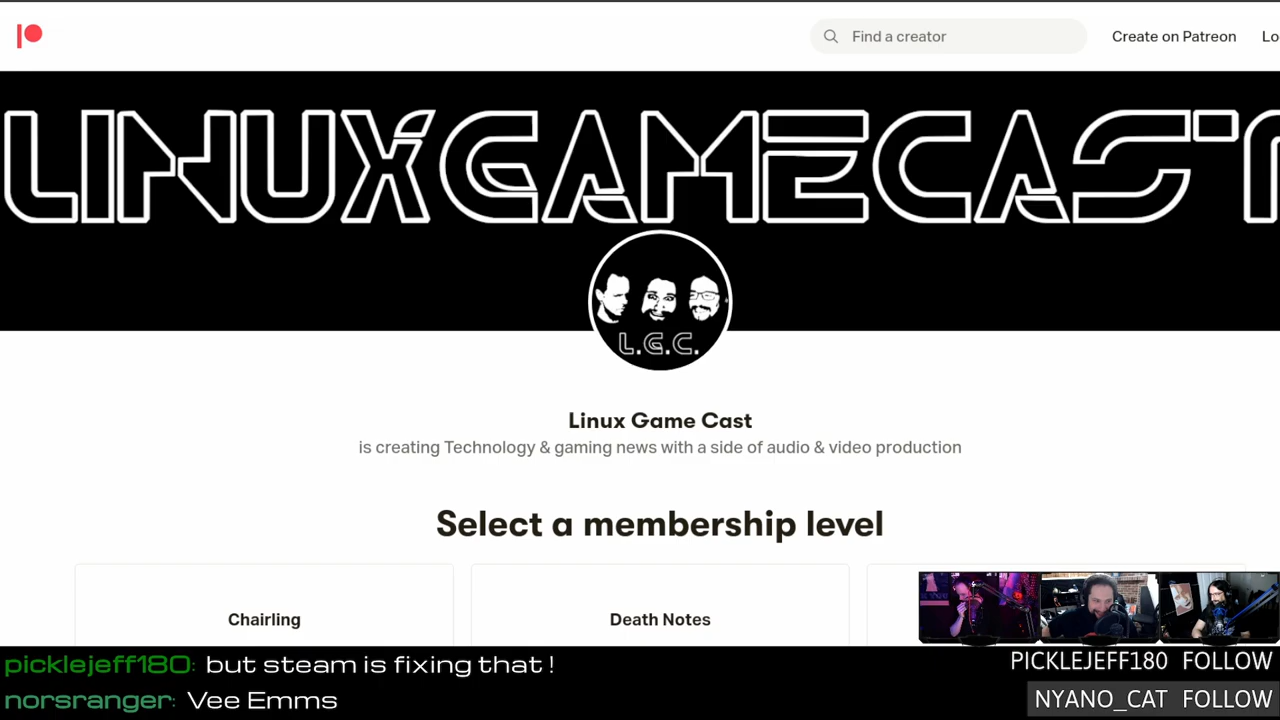 Find a creator
Create on Patreon
Lo
LINUXGAMECAST
L.G.C.
Linux Game Cast
is creating Technology & gaming news with a side of audio & video production
Select a membership level
Chairling
Death Notes
picklejeff180: but steam is fixing that !
norsranger: Vee Emms
PICKLEJEFF180 FOLLOW
NYANO_CAT FOLLOW